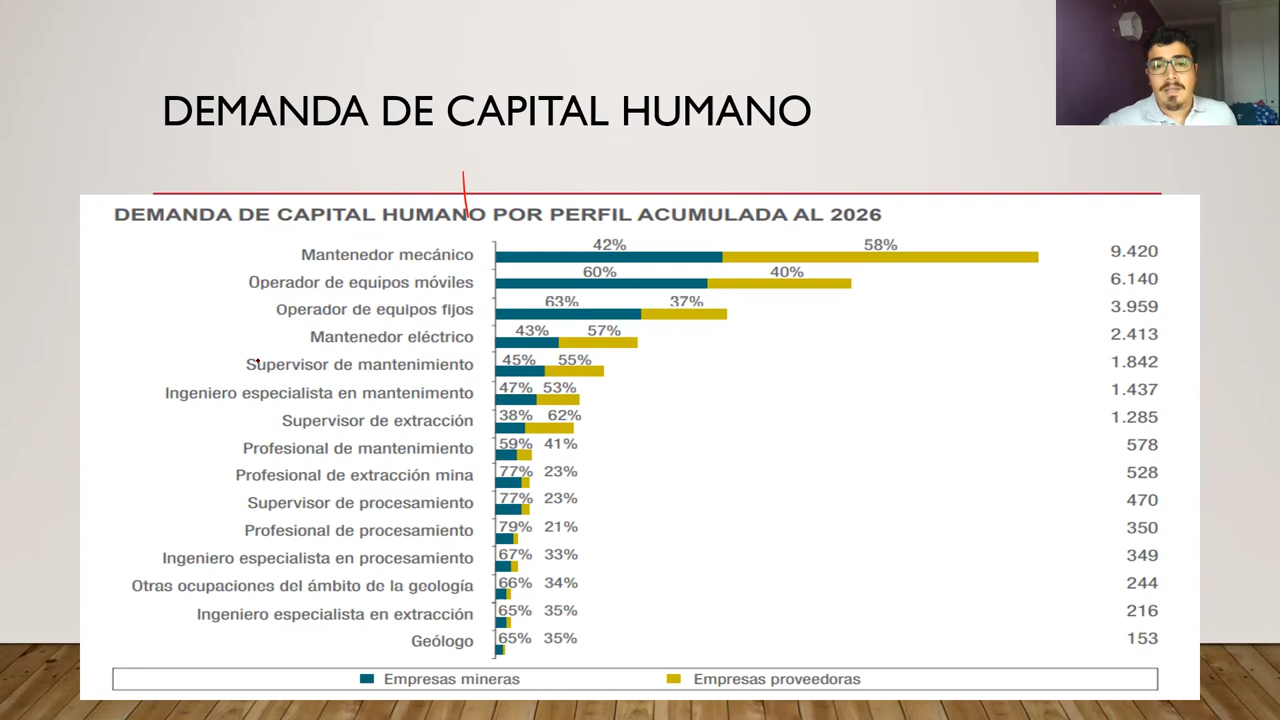 DEMANDA DE CAPITAL HUMANO
DEMANDA DE CAPITAL HUMANO POR PERFIL ACUMULADA AL 2026
Mantenedor mecánico 42% 58% 9.420
Operador de equipos móviles 60% 40% 6.140
Operador de equipos fijos 63% 37% 3.959
Mantenedor eléctrico 43% 57% 2.413
Supervisor de mantenimiento 45% 55% 1.842
Ingeniero especialista en mantenimento 47% 53% 1.437
Supervisor de extracción 38% 62% 1.285
Profesional de mantenimiento 59% 41% 578
Profesional de extracción mina 77% 23% 528
Supervisor de procesamiento 77% 23% 470
Profesional de procesamiento 79% 21% 350
Ingeniero especialista en procesamiento 67% 33% 349
Otras ocupaciones del ámbito de la geología 66% 34% 244
Ingeniero especialista en extracción 65% 35% 216
Geólogo 65% 35% 153
Empresas mineras Empresas proveedoras